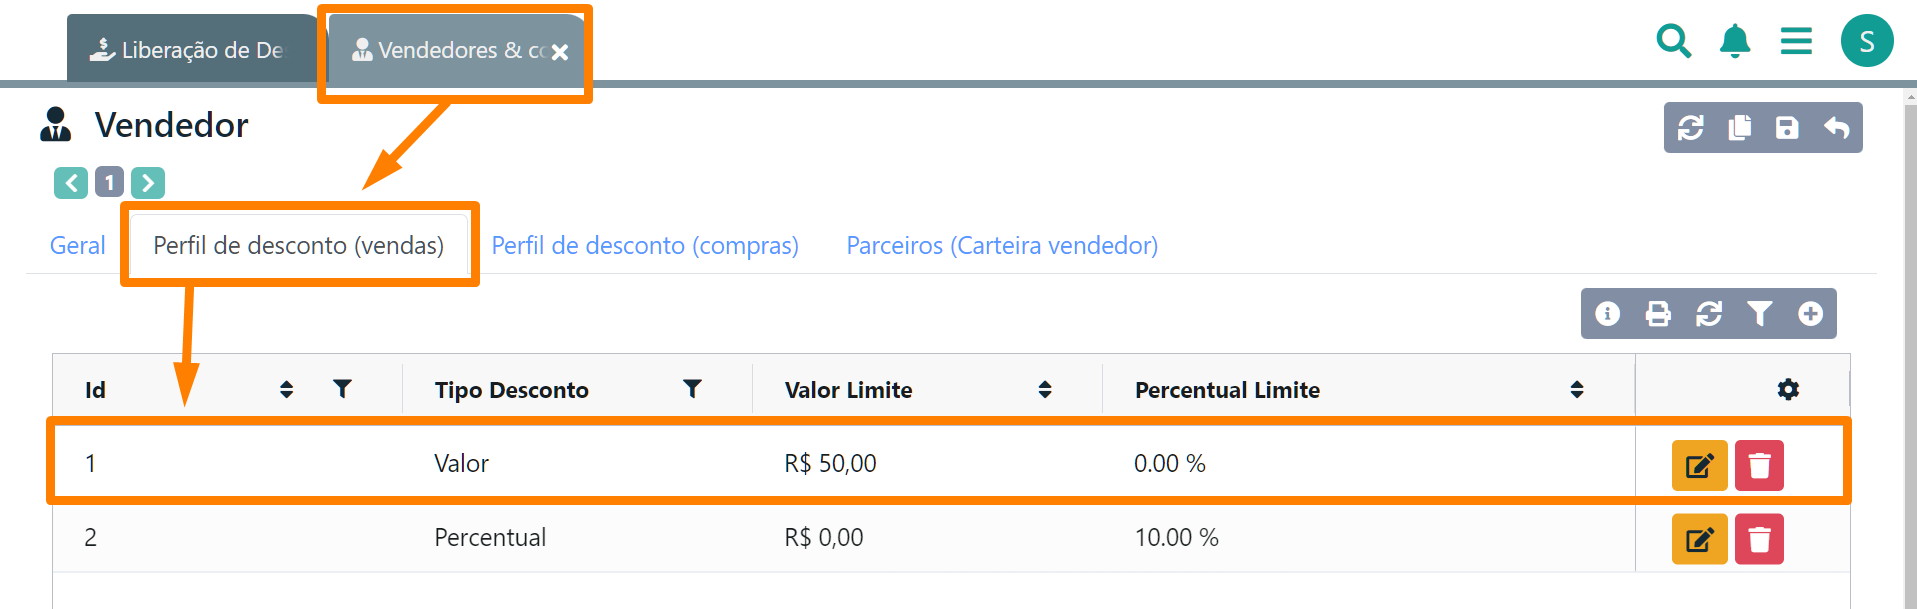 Liberação de De
Vendedores & co
S
Vendedor
1
Geral
Perfil de desconto (vendas)
Perfil de desconto (compras)
Parceiros (Carteira vendedor)
Id
Tipo Desconto
Valor Limite
Percentual Limite
1
Valor
R$ 50,00
0.00 %
2
Percentual
R$ 0,00
10.00 %